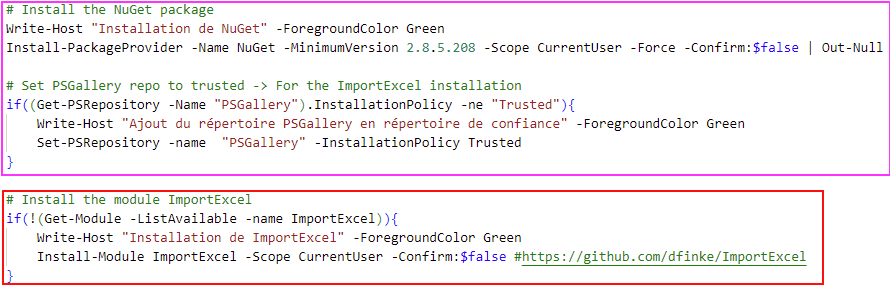 # Install the NuGet package
Write-Host "Installation de NuGet" -ForegroundColor Green
Install-PackageProvider -Name NuGet -MinimumVersion 2.8.5.208 -Scope CurrentUser -Force -Confirm:$false | Out-Null
# Set PSGallery repo to trusted -> For the ImportExcel installation
if((Get-PSRepository -Name "PSGallery").InstallationPolicy -ne "Trusted"){
    Write-Host "Ajout du répertoire PSGallery en répertoire de confiance" -ForegroundColor Green
    Set-PSRepository -name  "PSGallery" -InstallationPolicy Trusted
}
# Install the module ImportExcel
if(!(Get-Module -ListAvailable -name ImportExcel)){
    Write-Host "Installation de ImportExcel" -ForegroundColor Green
    Install-Module ImportExcel -Scope CurrentUser -Confirm:$false #https://github.com/dfinke/ImportExcel
}